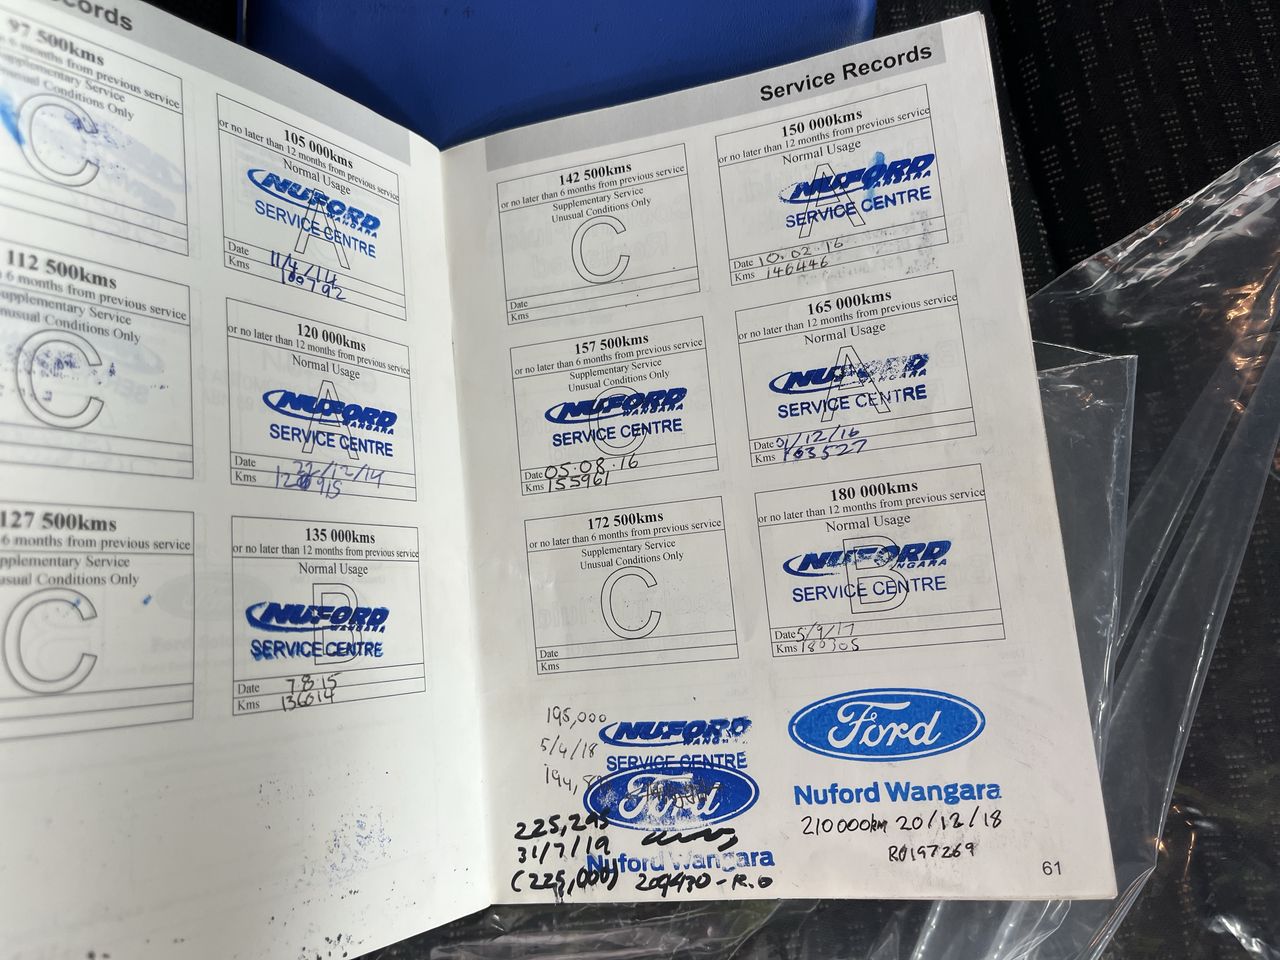 cords
97 500kms
6 months from previous service
Supplementary Service
Conditions Only
C
105 000kms
or no later than 12 months from previous service
Normal Usage
A
NUFORD
WANGARA
SERVICE CENTRE
Date 11/4/14
Kms
112 500kms
6 months from previous service
Supplementary Service
Unusual Conditions Only
C
120 000kms
or no later than 12 months from previous service
Normal Usage
A
NUFORD
WANGARA
SERVICE CENTRE
Date 22/12/14
Kms
127 500kms
6 months from previous service
Supplementary Service
Unusual Conditions Only
C
135 000kms
or no later than 12 months from previous service
Normal Usage
B
NUFORD
WANGARA
SERVICE CENTRE
Date 7 8 15
Kms 136014
Service Records
142 500kms
or no later than 6 months from previous service
Supplementary Service
Unusual Conditions Only
C
Date
Kms
150 000kms
or no later than 12 months from previous service
Normal Usage
A
NUFORD
WANGARA
SERVICE CENTRE
Date 10.02.16
Kms 146446
157 500kms
or no later than 6 months from previous service
Supplementary Service
Unusual Conditions Only
C
NUFORD
WANGARA
SERVICE CENTRE
Date 05.08.16
Kms 155961
165 000kms
or no later than 12 months from previous service
Normal Usage
A
NUFORD
WANGARA
SERVICE CENTRE
Date 01/12/16
Kms 163527
172 500kms
or no later than 6 months from previous service
Supplementary Service
Unusual Conditions Only
C
Date
Kms
180 000kms
or no later than 12 months from previous service
Normal Usage
B
NUFORD
WANGARA
SERVICE CENTRE
Date 5/9/17
Kms 180305
195,000
5/4/18
NUFORD
SERVICE CENTRE
Ford
225,295
31/7/19
Nuford Wangara
(225,000) 209470-R.O
Ford
Nuford Wangara
210000km 20/12/18
RO197269
61